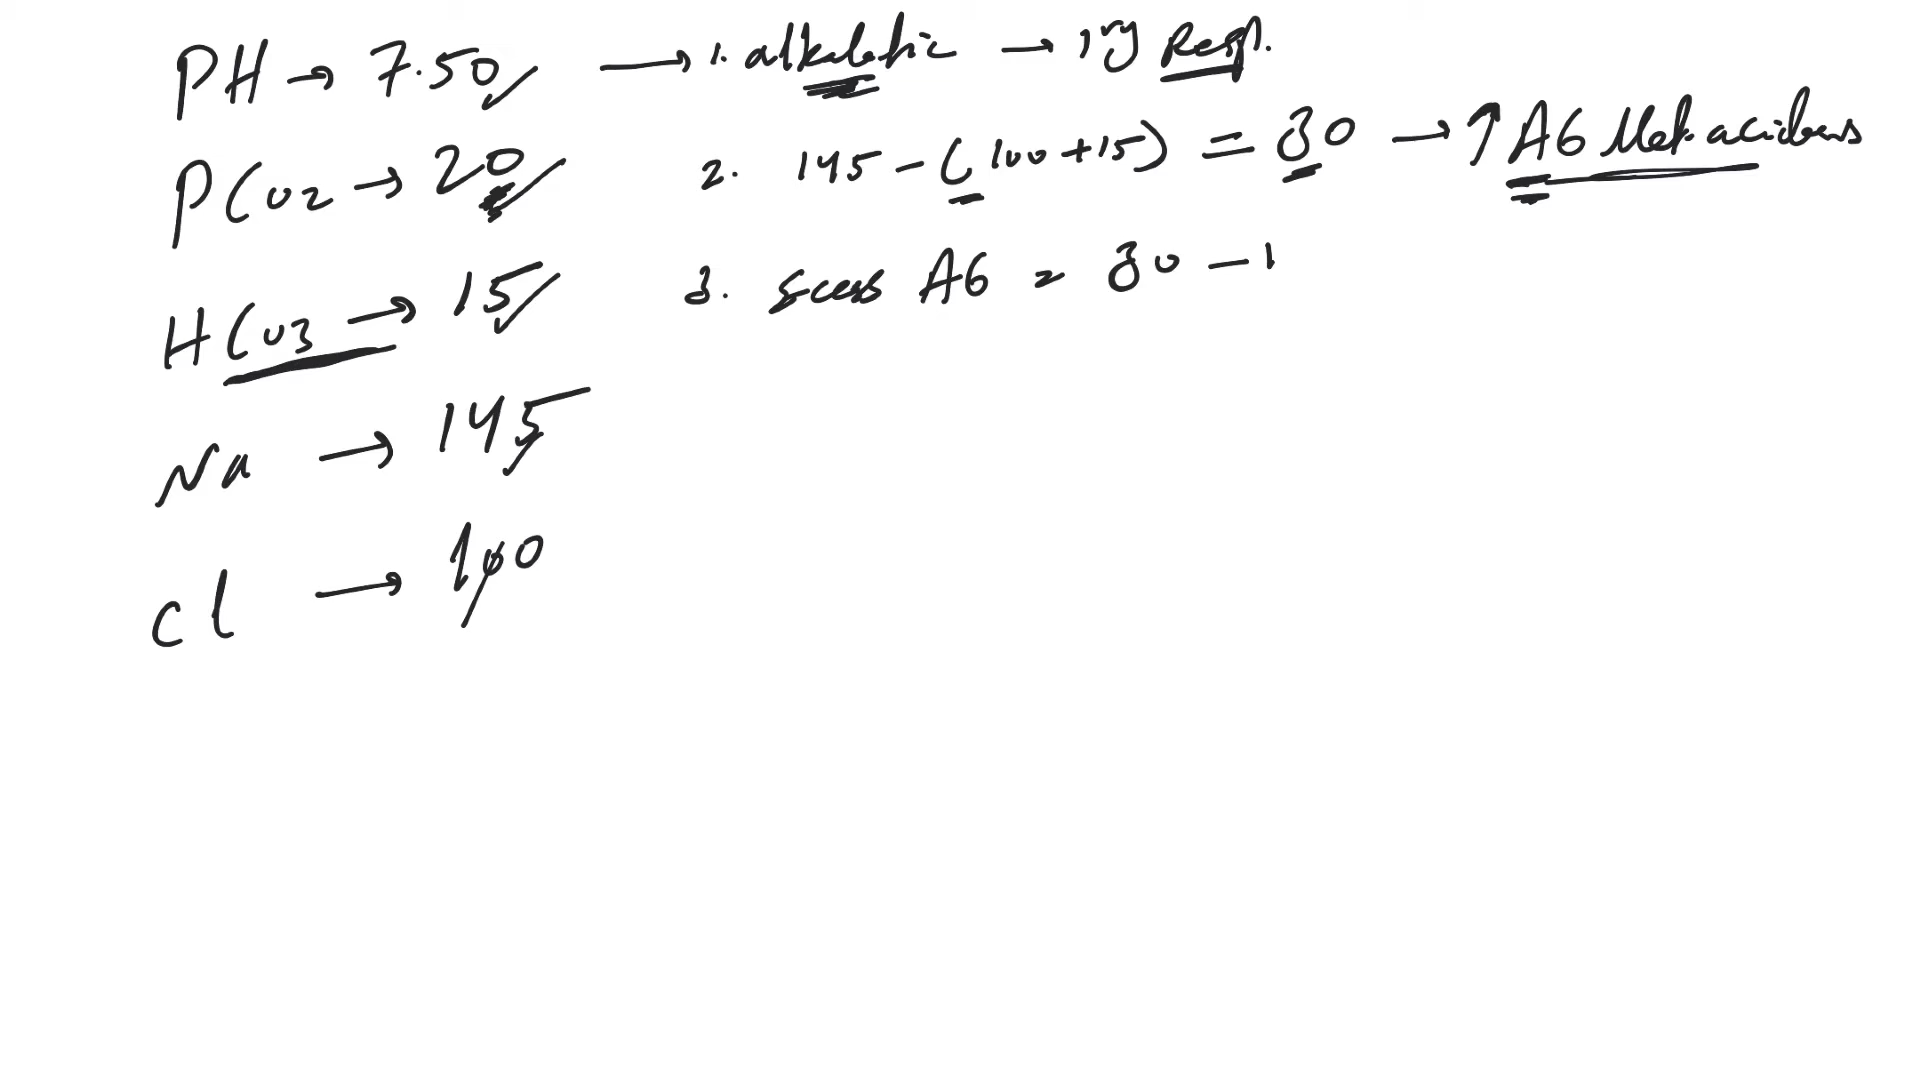 PH → 7.50 → 1. alkalotic → 1ry Resp.
PCO2 → 20
2. 145 - (100 + 15) = 30 → ↑ AG Met. acidosis
HCO3 → 15
3. Excess AG = 30 - 1
Na → 145
Cl → 100